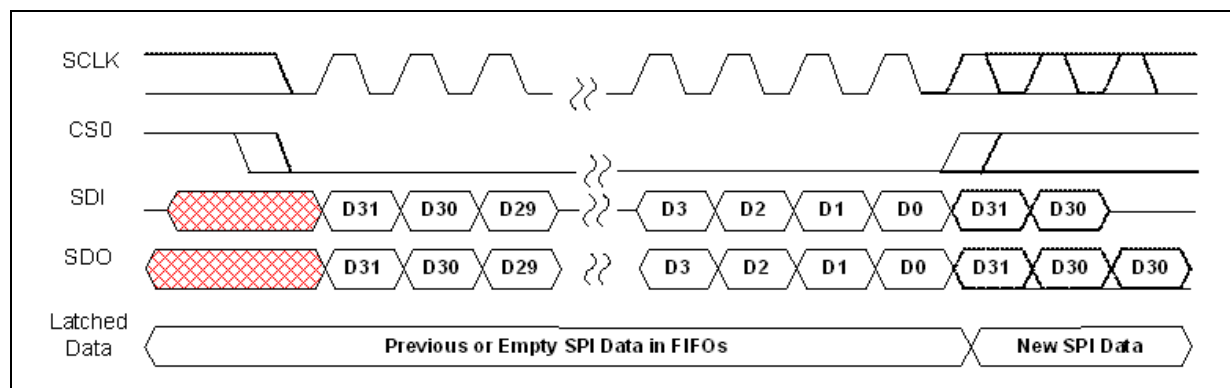 SCLK
CS0
SDI D31 D30 D29 D3 D2 D1 D0 D31 D30
SDO D31 D30 D29 D3 D2 D1 D0 D31 D30 D30
Latched
Data
Previous or Empty SPI Data in FIFOs New SPI Data